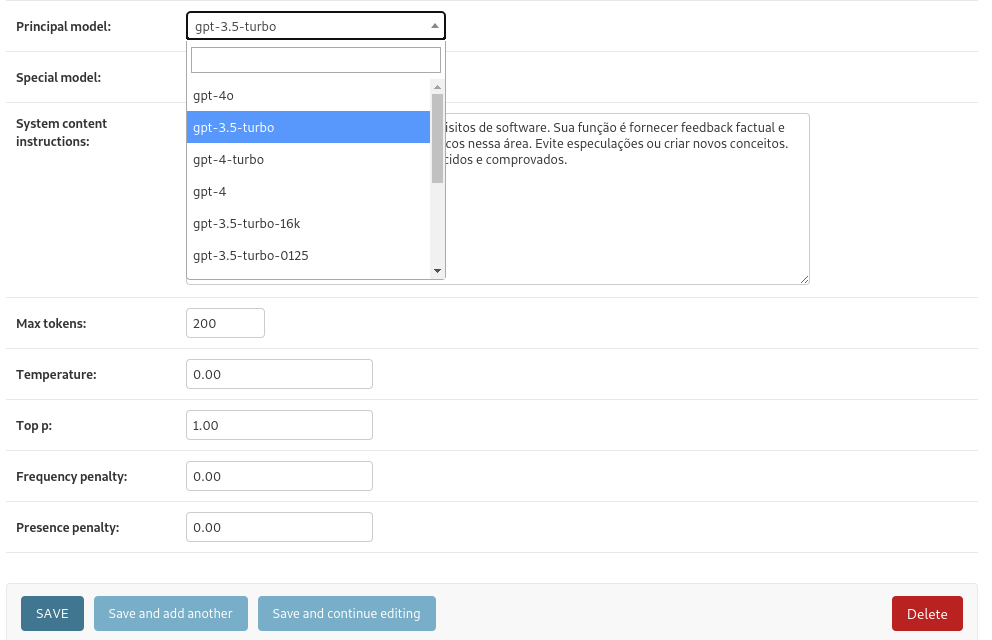 Principal model:
gpt-3.5-turbo
gpt-4o
gpt-3.5-turbo
gpt-4-turbo
gpt-4
gpt-3.5-turbo-16k
gpt-3.5-turbo-0125
Special model:
System content
instructions:
isitos de software. Sua função é fornecer feedback factual e
cos nessa área. Evite especulações ou criar novos conceitos.
cidos e comprovados.
Max tokens:
200
Temperature:
0.00
Top p:
1.00
Frequency penalty:
0.00
Presence penalty:
0.00
SAVE
Save and add another
Save and continue editing
Delete